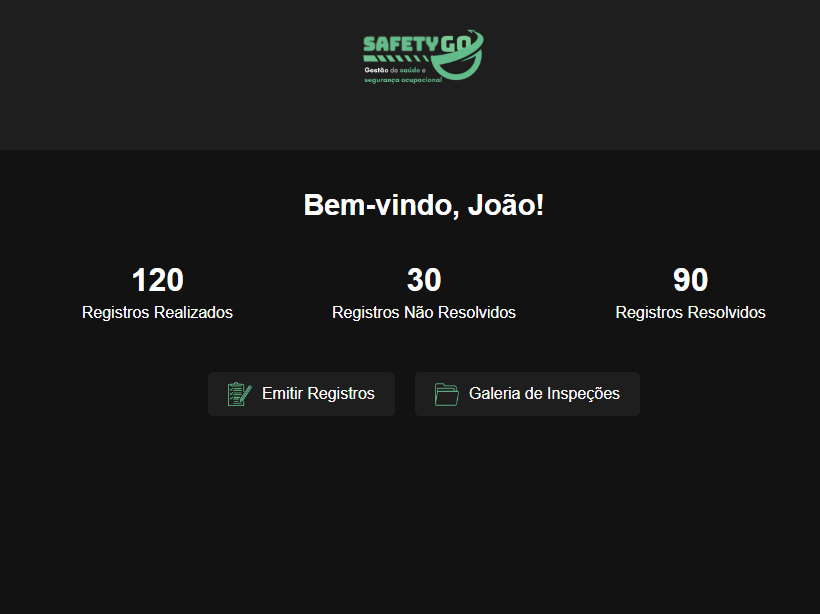 SAFETYGO
Gestão de saúde e
segurança ocupacional
Bem-vindo, João!
120
Registros Realizados
30
Registros Não Resolvidos
90
Registros Resolvidos
Emitir Registros
Galeria de Inspeções